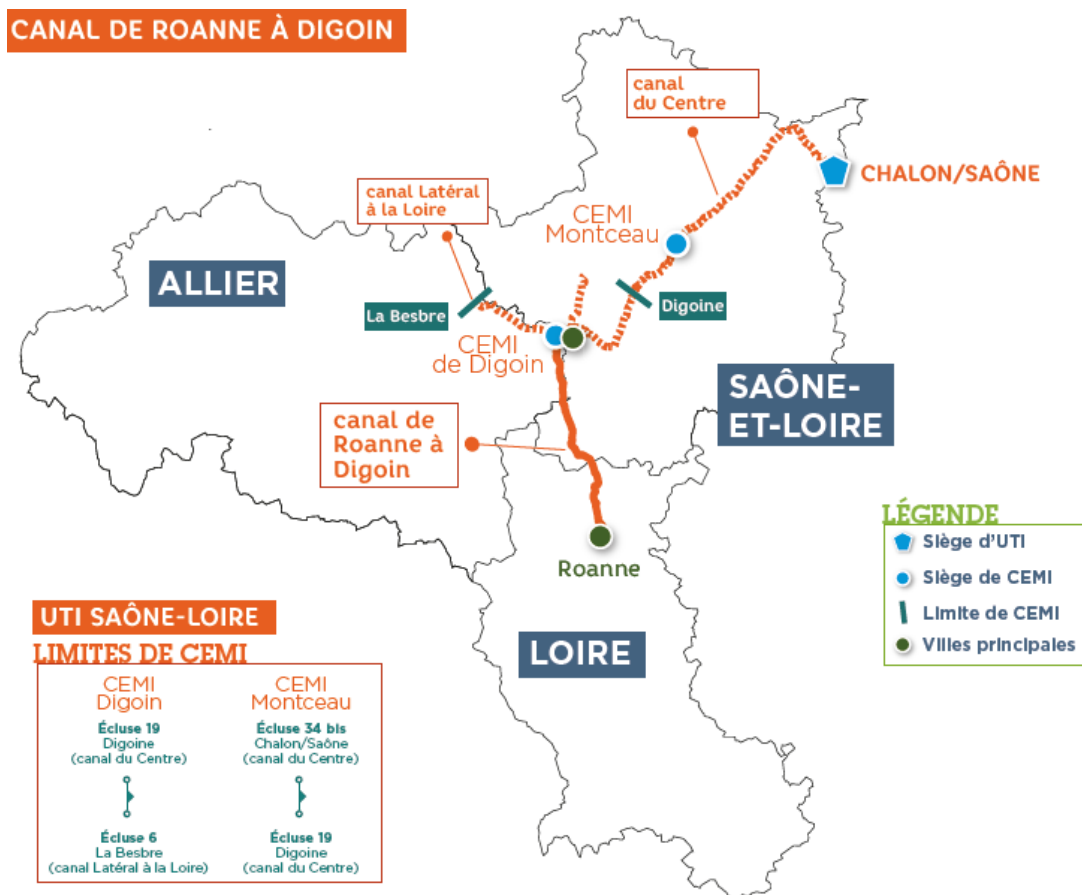 CANAL DE ROANNE À DIGOIN
canal
du Centre
CHALON/SAÔNE
canal Latéral
à la Loire
CEMI
Montceau
ALLIER
La Besbre
Digoine
CEMI
de Digoin
SAÔNE-
ET-LOIRE
canal de
Roanne à
Digoin
Roanne
LOIRE
LÉGENDE
Siège d'UTI
Siège de CEMI
Limite de CEMI
Villes principales
UTI SAÔNE-LOIRE
LIMITES DE CEMI
CEMI
Digoin
Écluse 19
Digoine
(canal du Centre)
Écluse 6
La Besbre
(canal Latéral à la Loire)
CEMI
Montceau
Écluse 34 bis
Chalon/Saône
(canal du Centre)
Écluse 19
Digoine
(canal du Centre)